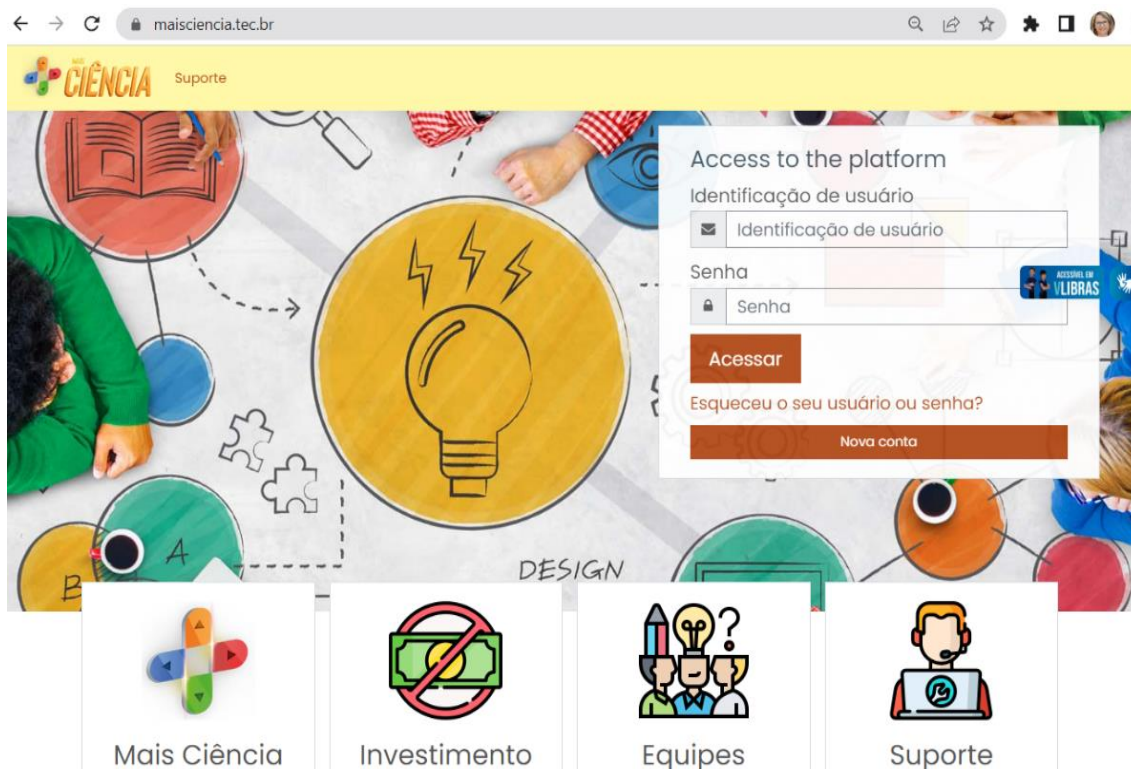 maisciencia.tec.br
MAIS
CIÊNCIA
Suporte
Access to the platform
Identificação de usuário
Identificação de usuário
Senha
Senha
Acessar
Esqueceu o seu usuário ou senha?
Nova conta
ACESSÍVEL EM
VLIBRAS
A
B
DESIGN
?
Mais Ciência
Investimento
Equipes
Suporte